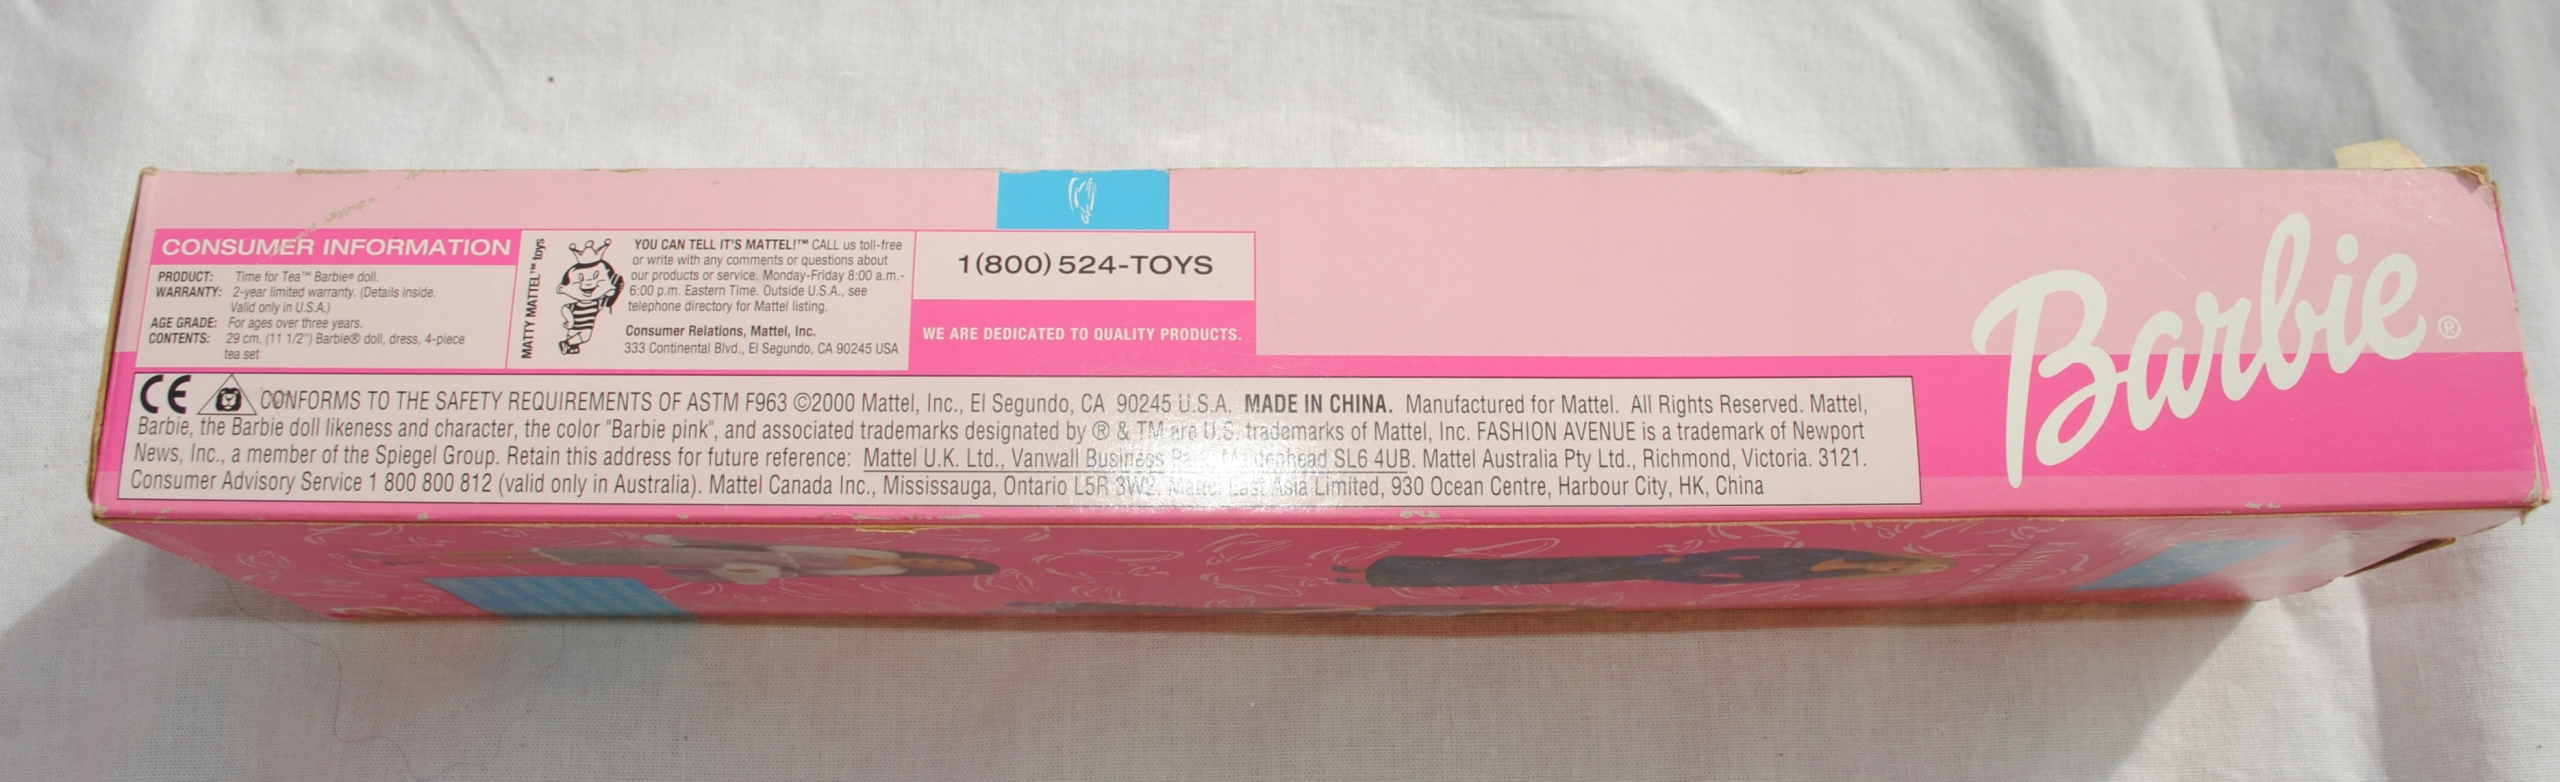 CONSUMER INFORMATION
PRODUCT: Time for Tea™ Barbie® doll.
WARRANTY: 2-year limited warranty. (Details inside.
Valid only in U.S.A.)
AGE GRADE: For ages over three years.
CONTENTS: 29 cm. (11 1/2") Barbie® doll, dress, 4-piece
tea set
MATTY MATTEL™ toys
YOU CAN TELL IT'S MATTEL!™ CALL us toll-free
or write with any comments or questions about
our products or service. Monday-Friday 8:00 a.m.-
6:00 p.m. Eastern Time. Outside U.S.A., see
telephone directory for Mattel listing.
Consumer Relations, Mattel, Inc.
333 Continental Blvd., El Segundo, CA 90245 USA
1(800) 524-TOYS
WE ARE DEDICATED TO QUALITY PRODUCTS.
Barbie®
CE CONFORMS TO THE SAFETY REQUIREMENTS OF ASTM F963 ©2000 Mattel, Inc., El Segundo, CA 90245 U.S.A. MADE IN CHINA. Manufactured for Mattel. All Rights Reserved. Mattel,
Barbie, the Barbie doll likeness and character, the color "Barbie pink", and associated trademarks designated by ® & TM are U.S. trademarks of Mattel, Inc. FASHION AVENUE is a trademark of Newport
News, Inc., a member of the Spiegel Group. Retain this address for future reference: Mattel U.K. Ltd., Vanwall Business Park, Maidenhead SL6 4UB. Mattel Australia Pty Ltd., Richmond, Victoria. 3121.
Consumer Advisory Service 1 800 800 812 (valid only in Australia). Mattel Canada Inc., Mississauga, Ontario L5R 3W2. Mattel East Asia Limited, 930 Ocean Centre, Harbour City, HK, China